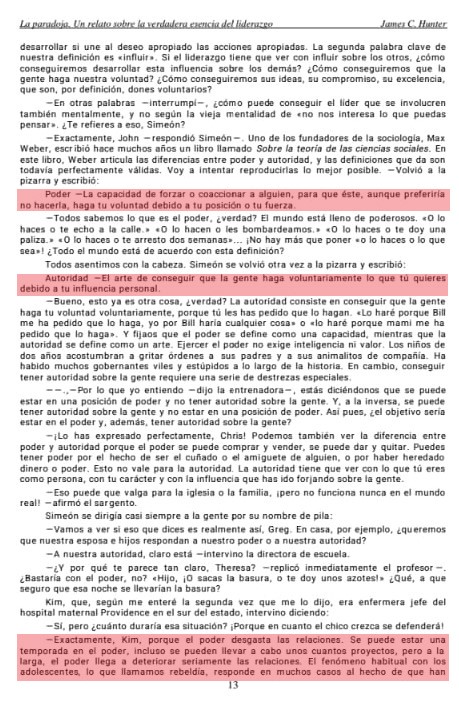 La paradoja. Un relato sobre la verdadera esencia del liderazgo James C. Hunter
desarrollar si une al deseo apropiado las acciones apropiadas. La segunda palabra clave de
nuestra definición es «influir». Si el liderazgo tiene que ver con influir sobre los otros, ¿cómo
conseguiremos desarrollar esta influencia sobre los demás? ¿Cómo conseguiremos que la
gente haga nuestra voluntad? ¿Cómo conseguiremos sus ideas, su compromiso, su excelencia,
que son, por definición, dones voluntarios?
—En otras palabras —interrumpí—, ¿cómo puede conseguir el líder que se involucren
también mentalmente, y no según la vieja mentalidad de «no nos interesa lo que puedas
pensar». ¿Te refieres a eso, Simeón?
—Exactamente, John —respondió Simeón—. Uno de los fundadores de la sociología, Max
Weber, escribió hace muchos años un libro llamado Sobre la teoría de las ciencias sociales. En
este libro, Weber articula las diferencias entre poder y autoridad, y las definiciones que da son
todavía perfectamente válidas. Voy a intentar reproducirlas lo mejor posible. —Volvió a la
pizarra y escribió:
Poder —La capacidad de forzar o coaccionar a alguien, para que éste, aunque preferiría
no hacerla, haga tu voluntad debido a tu posición o tu fuerza.
—Todos sabemos lo que es el poder, ¿verdad? El mundo está lleno de poderosos. «O lo
haces o te echo a la calle.» «O lo hacen o les bombardeamos.» «O lo haces o te doy una
paliza.» «O lo haces o te arresto dos semanas»... ¡No hay más que poner «o lo haces o lo que
sea»! ¿Todo el mundo está de acuerdo con esta definición?
Todos asentimos con la cabeza. Simeón se volvió otra vez a la pizarra y escribió:
Autoridad —El arte de conseguir que la gente haga voluntariamente lo que tú quieres
debido a tu influencia personal.
—Bueno, esto ya es otra cosa, ¿verdad? La autoridad consiste en conseguir que la gente
haga tu voluntad voluntariamente, porque tú les has pedido que lo hagan. «Lo haré porque Bill
me ha pedido que lo haga, yo por Bill haría cualquier cosa» o «lo haré porque mami me ha
pedido que lo haga». Y fijaos que el poder se define como una capacidad, mientras que la
autoridad se define como un arte. Ejercer el poder no exige inteligencia ni valor. Los niños de
dos años acostumbran a gritar órdenes a sus padres y a sus animalitos de compañía. Ha
habido muchos gobernantes viles y estúpidos a lo largo de la historia. En cambio, conseguir
tener autoridad sobre la gente requiere una serie de destrezas especiales.
——.,—Por lo que yo entiendo —dijo la entrenadora—, estás diciéndonos que se puede
estar en una posición de poder y no tener autoridad sobre la gente. Y, a la inversa, se puede
tener autoridad sobre la gente y no estar en una posición de poder. Así pues, ¿el objetivo sería
estar en el poder y, además, tener autoridad sobre la gente?
—¡Lo has expresado perfectamente, Chris! Podemos también ver la diferencia entre
poder y autoridad porque el poder se puede comprar y vender, se puede dar y quitar. Puedes
tener poder por el hecho de ser el cuñado o el amiguete de alguien, o por haber heredado
dinero o poder. Esto no vale para la autoridad. La autoridad tiene que ver con lo que tú eres
como persona, con tu carácter y con la influencia que has ido forjando sobre la gente.
—Eso puede que valga para la iglesia o la familia, ¡pero no funciona nunca en el mundo
real! —afirmó el sargento.
Simeón se dirigía casi siempre a la gente por su nombre de pila:
—Vamos a ver si eso que dices es realmente así, Greg. En casa, por ejemplo, ¿queremos
que nuestra esposa e hijos respondan a nuestro poder o a nuestra autoridad?
—A nuestra autoridad, claro está —intervino la directora de escuela.
—¿Y por qué te parece tan claro, Theresa? —replicó inmediatamente el profesor—.
¿Bastaría con el poder, no? «Hijo, ¡O sacas la basura, o te doy unos azotes!» ¿Qué, a que
seguro que esa noche se llevarían la basura?
Kim, que, según me enteré la segunda vez que me lo dijo, era enfermera jefe del
hospital maternal Providence en el sur del estado, intervino diciendo:
—Sí, pero ¿cuánto duraría esa situación? ¡Porque en cuanto el chico crezca se defenderá!
—Exactamente, Kim, porque el poder desgasta las relaciones. Se puede estar una
temporada en el poder, incluso se pueden llevar a cabo unos cuantos proyectos, pero a la
larga, el poder llega a deteriorar seriamente las relaciones. El fenómeno habitual con los
adolescentes, lo que llamamos rebeldía, responde en muchos casos al hecho de que han
13